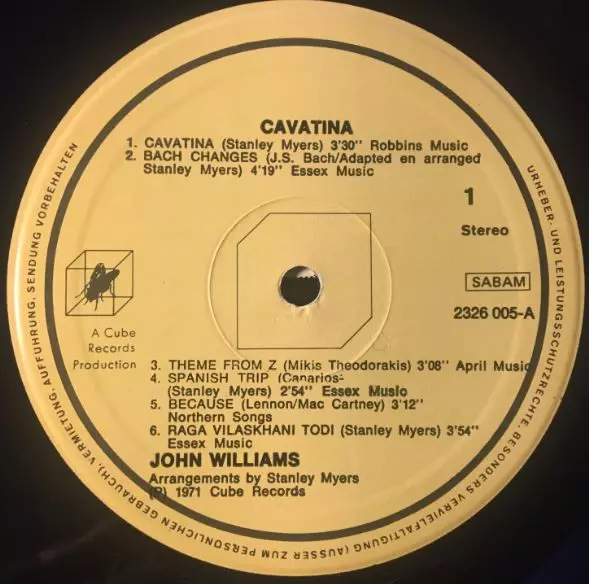 CAVATINA
1. CAVATINA (Stanley Myers) 3'30" Robbins Music
2. BACH CHANGES (J.S. Bach/Adapted en arranged
Stanley Myers) 4'19" Essex Music
1
Stereo
SABAM
2326 005-A
A Cube
Records
Production
3. THEME FROM Z (Mikis Theodorakis) 3'08" April Music
4. SPANISH TRIP (Canarios-
(Stanley Myers) 2'54" Essex Music
5. BECAUSE (Lennon/Mac Cartney) 3'12"
Northern Songs
6. RAGA VILASKHANI TODI (Stanley Myers) 3'54"
Essex Music
JOHN WILLIAMS
Arrangements by Stanley Myers
(P) 1971 Cube Records
URHEBER- UND LEISTUNGSSCHUTZRECHTE, BESONDERS VERVIELFALTIGUNG (AUSSER ZUM PERSONLICHEN GEBRAUCH), VERMIETUNG, AUFFUHRUNG, SENDUNG VORBEHALTEN